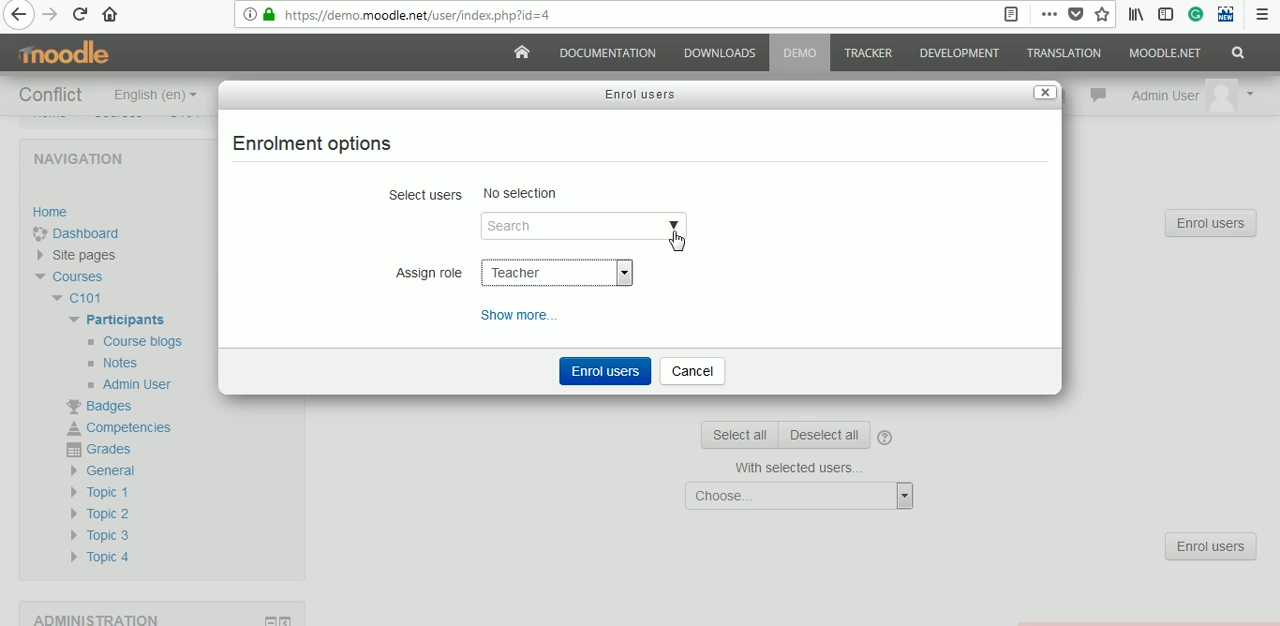 https://demo.moodle.net/user/index.php?id=4
NEW
moodle
DOCUMENTATION
DOWNLOADS
DEMO
TRACKER
DEVELOPMENT
TRANSLATION
MOODLE.NET
Conflict
English (en)
Enrol users
Admin User
Home
Courses
C101
NAVIGATION
Home
Dashboard
Site pages
Courses
C101
Participants
Course blogs
Notes
Admin User
Badges
Competencies
Grades
General
Topic 1
Topic 2
Topic 3
Topic 4
ADMINISTRATION
Enrolment options
Select users
No selection
Search
Assign role
Teacher
Show more...
Enrol users
Cancel
Enrol users
Select all
Deselect all
With selected users...
Choose...
Enrol users